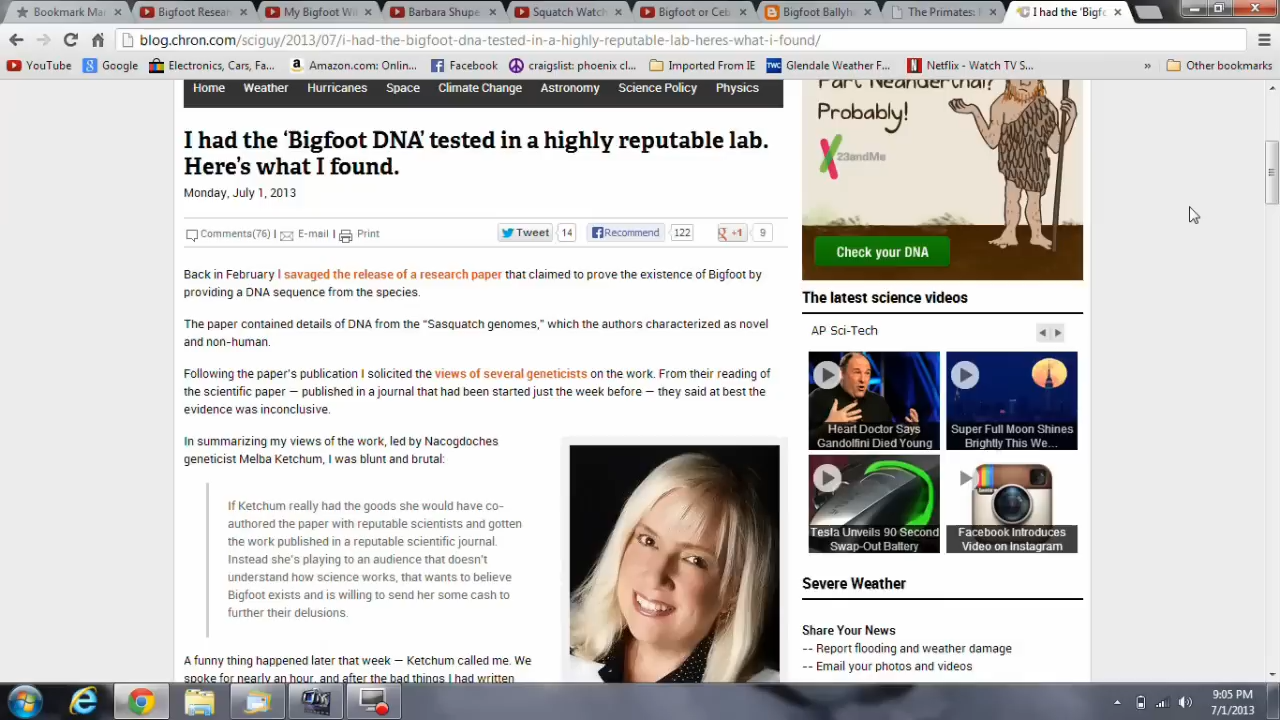 Bookmark Ma
Bigfoot Resear
My Bigfoot Wi
Barbara Shupe
Squatch Watch
Bigfoot or Ceb
Bigfoot Ballyh
The Primates:
I had the 'Bigfo
blog.chron.com/sciguy/2013/07/i-had-the-bigfoot-dna-tested-in-a-highly-reputable-lab-heres-what-i-found/
YouTube
Google
Electronics, Cars, Fa...
Amazon.com: Onlin...
Facebook
craigslist: phoenix cl...
Imported From IE
Glendale Weather F...
Netflix - Watch TV S...
»
Other bookmarks
Home Weather Hurricanes Space Climate Change Astronomy Science Policy Physics
I had the ‘Bigfoot DNA’ tested in a highly reputable lab.
Here’s what I found.
Monday, July 1, 2013
Comments(76) | E-mail | Print
Tweet 14 Recommend 122 g +1 9
Back in February I savaged the release of a research paper that claimed to prove the existence of Bigfoot by
providing a DNA sequence from the species.
The paper contained details of DNA from the “Sasquatch genomes,” which the authors characterized as novel
and non-human.
Following the paper’s publication I solicited the views of several geneticists on the work. From their reading of
the scientific paper — published in a journal that had been started just the week before — they said at best the
evidence was inconclusive.
In summarizing my views of the work, led by Nacogdoches
geneticist Melba Ketchum, I was blunt and brutal:
If Ketchum really had the goods she would have co-
authored the paper with reputable scientists and gotten
the work published in a reputable scientific journal.
Instead she’s playing to an audience that doesn’t
understand how science works, that wants to believe
Bigfoot exists and is willing to send her some cash to
further their delusions.
A funny thing happened later that week — Ketchum called me. We
spoke for nearly an hour, and after the bad things I had written
Part Neanderthal?
Probably!
23andMe
Check your DNA
The latest science videos
AP Sci-Tech
Heart Doctor Says
Gandolfini Died Young
Super Full Moon Shines
Brightly This We...
Tesla Unveils 90 Second
Swap-Out Battery
Facebook Introduces
Video on Instagram
Severe Weather
Share Your News
-- Report flooding and weather damage
-- Email your photos and videos
9:05 PM
7/1/2013